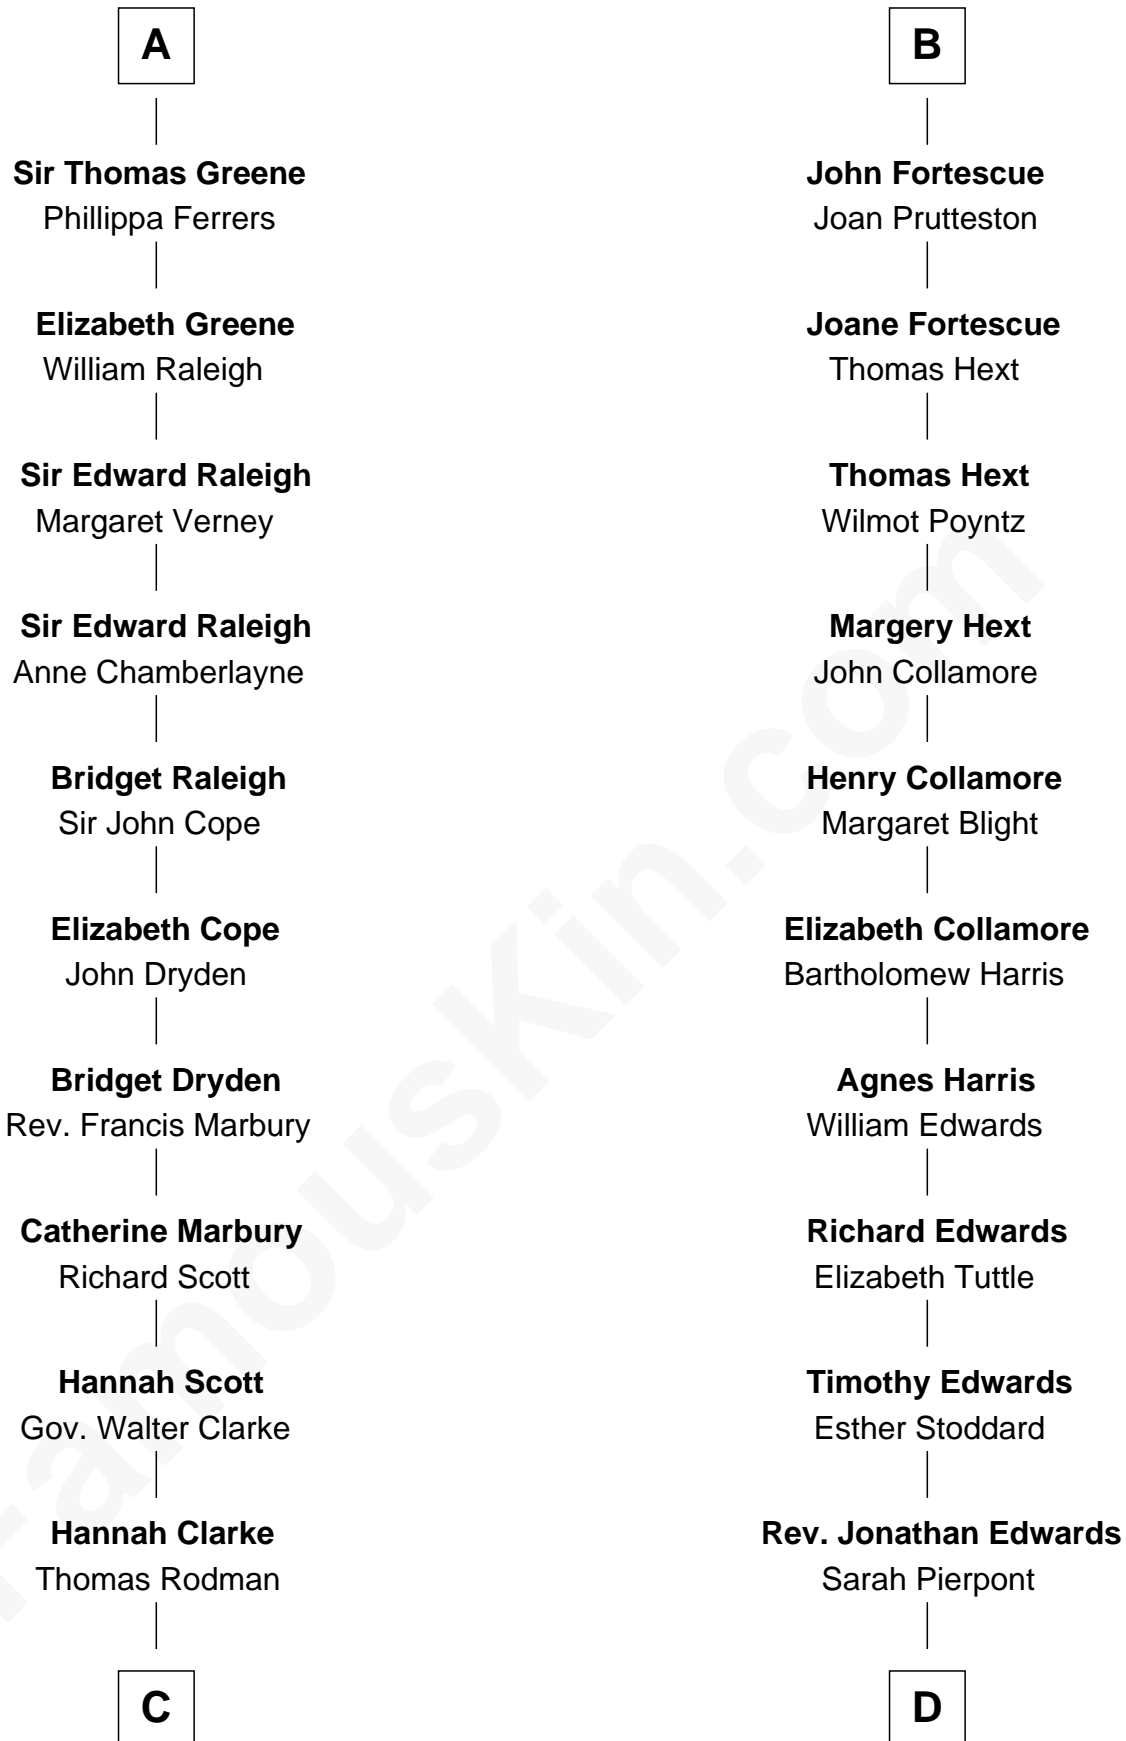 A
Sir Thomas Greene
Phillippa Ferrers
Elizabeth Greene
William Raleigh
Sir Edward Raleigh
Margaret Verney
Sir Edward Raleigh
Anne Chamberlayne
Bridget Raleigh
Sir John Cope
Elizabeth Cope
John Dryden
Bridget Dryden
Rev. Francis Marbury
Catherine Marbury
Richard Scott
Hannah Scott
Gov. Walter Clarke
Hannah Clarke
Thomas Rodman
C
B
John Fortescue
Joan Prutteston
Joane Fortescue
Thomas Hext
Thomas Hext
Wilmot Poyntz
Margery Hext
John Collamore
Henry Collamore
Margaret Blight
Elizabeth Collamore
Bartholomew Harris
Agnes Harris
William Edwards
Richard Edwards
Elizabeth Tuttle
Timothy Edwards
Esther Stoddard
Rev. Jonathan Edwards
Sarah Pierpont
D
FamousKin.com